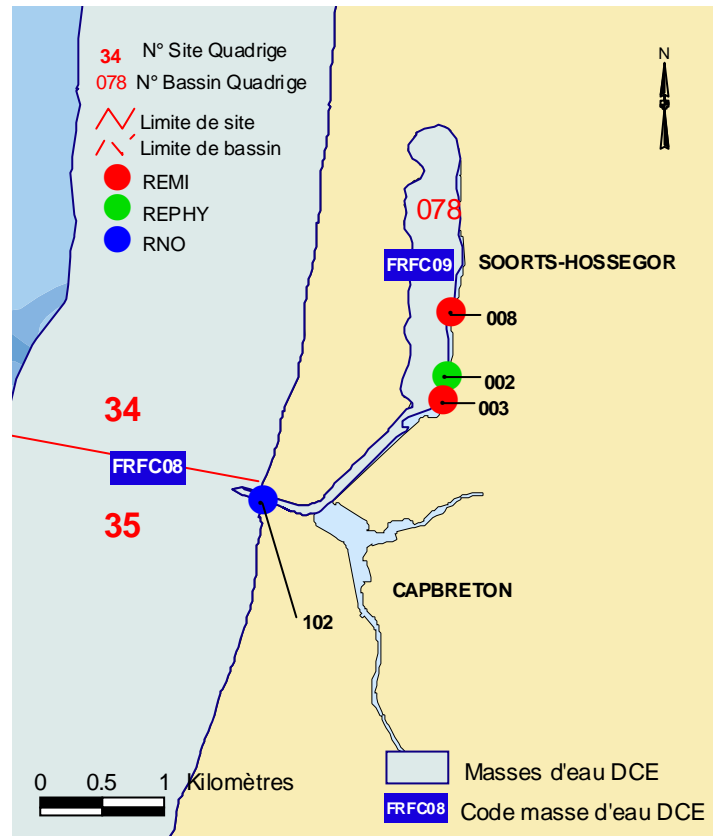 34 N° Site Quadrige
078 N° Bassin Quadrige
Limite de site
Limite de bassin
REMI
REPHY
RNO
N
078
FRFC09
SOORTS-HOSSEGOR
008
002
003
34
FRFC08
35
CAPBRETON
102
0 0.5 1 Kilomètres
Masses d'eau DCE
FRFC08 Code masse d'eau DCE